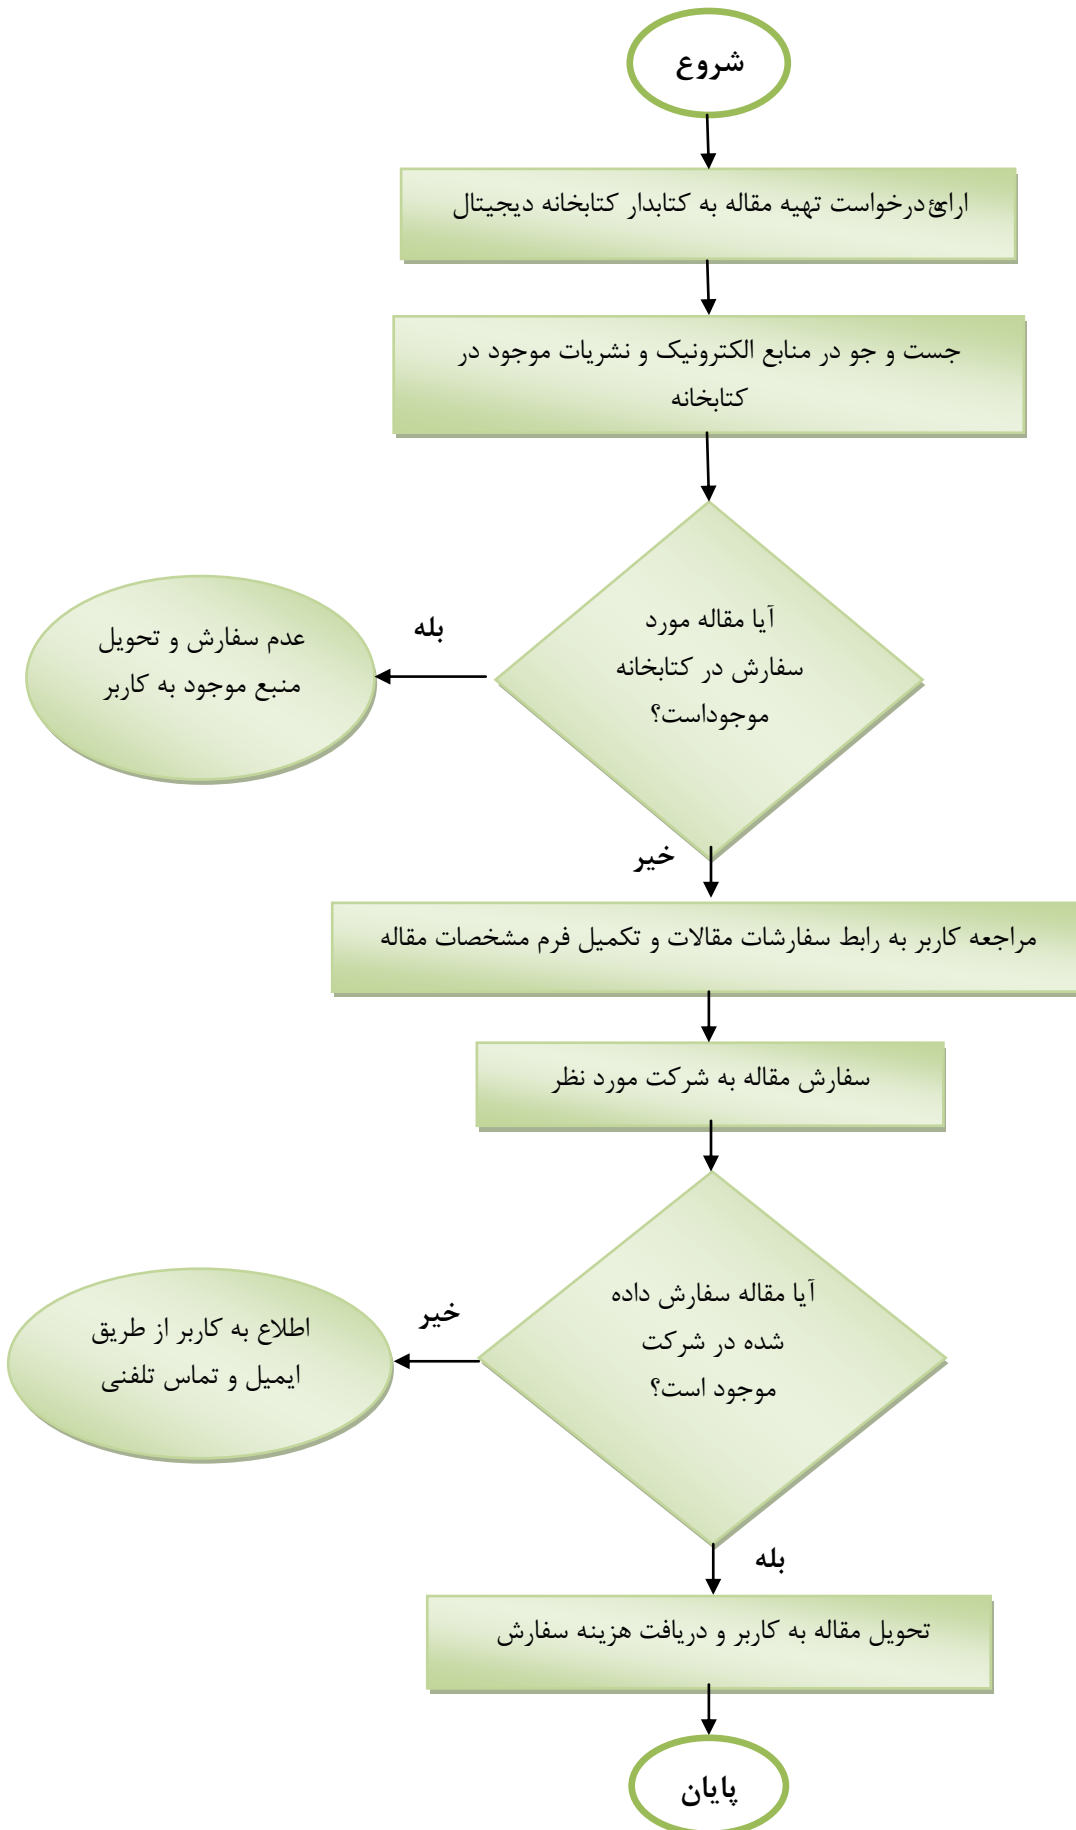 شروع
ارائه درخواست تهیه مقاله به کتابدار کتابخانه دیجیتال
جست و جو در منابع الکترونیک و نشریات موجود در
کتابخانه
آیا مقاله مورد
سفارش در کتابخانه
موجوداست؟
بله
عدم سفارش و تحویل
منبع موجود به کاربر
خیر
مراجعه کاربر به رابط سفارشات مقالات و تکمیل فرم مشخصات مقاله
سفارش مقاله به شرکت مورد نظر
آیا مقاله سفارش داده
شده در شرکت
موجود است؟
خیر
اطلاع به کاربر از طریق
ایمیل و تماس تلفنی
بله
تحویل مقاله به کاربر و دریافت هزینه سفارش
پایان